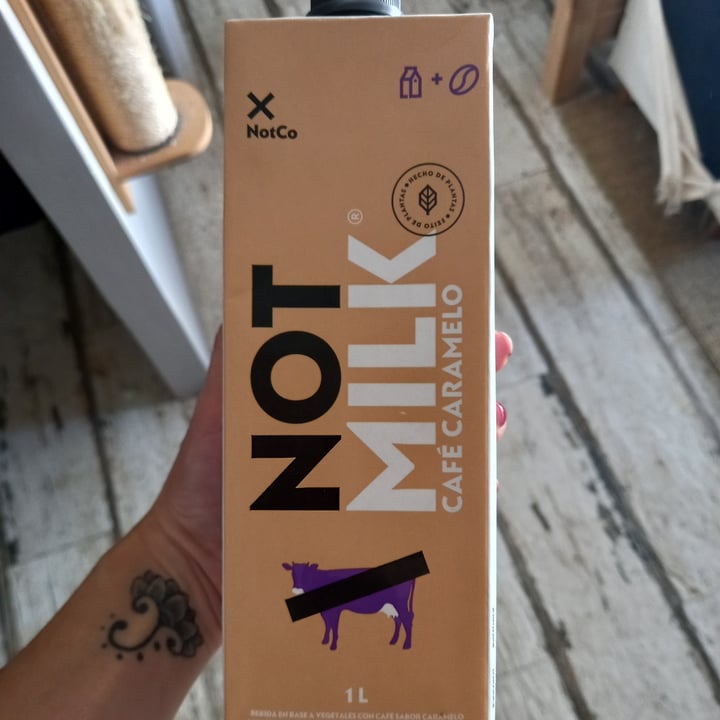 NotCo
+
HECHO DE PLANTAS • FEITO DE PLANTAS •
NOT
MILK®
CAFÉ CARAMELO
1 L
BEBIDA EN BASE A VEGETALES CON CAFÉ SABOR CARAMELO